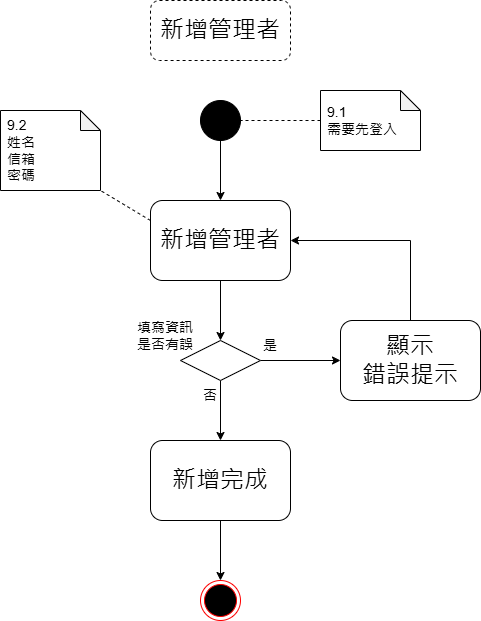 新增管理者
9.1
需要先登入
9.2
姓名
信箱
密碼
新增管理者
填寫資訊
是否有誤
是
顯示
錯誤提示
否
新增完成